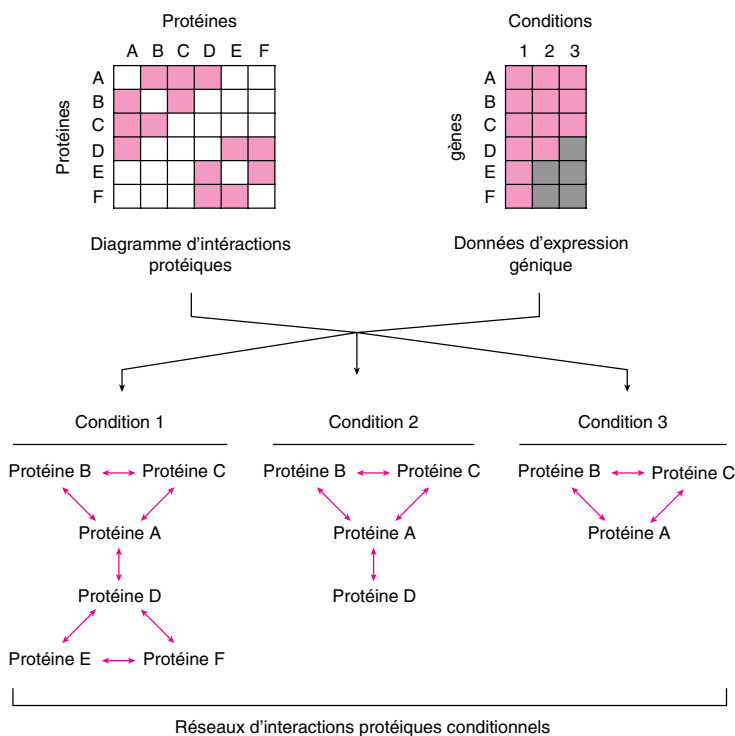 Protéines
A B C D E F
Protéines
A
B
C
D
E
F
Diagramme d'intéractions
protéiques
Conditions
1 2 3
gènes
A
B
C
D
E
F
Données d'expression
génique
Condition 1
Protéine B
Protéine C
Protéine A
Protéine D
Protéine E
Protéine F
Condition 2
Protéine B
Protéine C
Protéine A
Protéine D
Condition 3
Protéine B
Protéine C
Protéine A
Réseaux d'interactions protéiques conditionnels